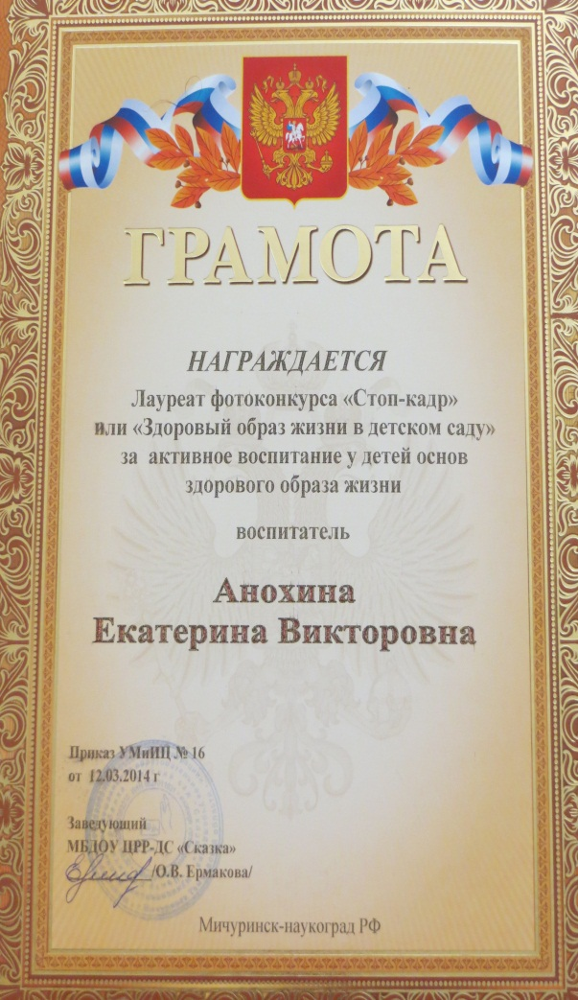 ГРАМОТА
НАГРАЖДАЕТСЯ
Лауреат фотоконкурса «Стоп-кадр»
или «Здоровый образ жизни в детском саду»
за активное воспитание у детей основ
здорового образа жизни
воспитатель
Анохина
Екатерина Викторовна
Приказ УМиИЦ № 16
от 12.03.2014 г
Заведующий
МБДОУ ЦРР-ДС «Сказка»
/О.В. Ермакова/
Мичуринск-наукоград РФ